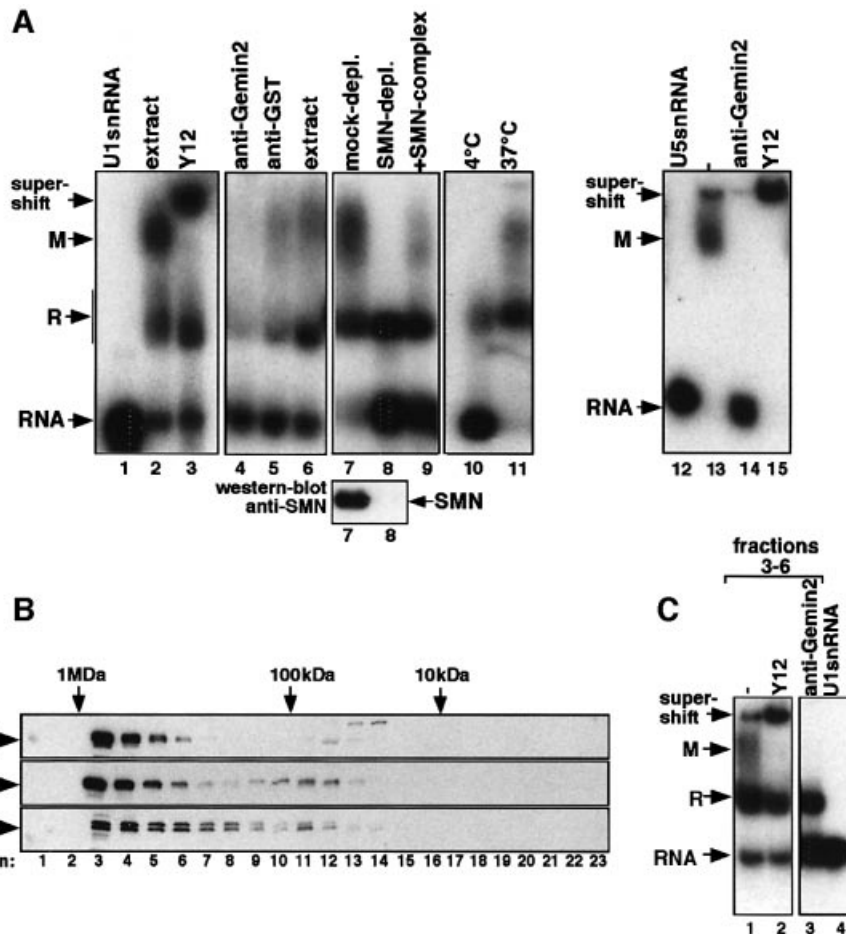 A
U1snRNA
extract
Y12
anti-Gemin2
anti-GST
extract
mock-depl.
SMN-depl.
+SMN-complex
4°C
37°C
super-
shift
M
R
RNA
1 2 3 4 5 6 7 8 9 10 11
western-blot
anti-SMN
SMN
7 8
U5snRNA
-
anti-Gemin2
Y12
super-
shift
M
RNA
12 13 14 15
B
1MDa 100kDa 10kDa
n: 1 2 3 4 5 6 7 8 9 10 11 12 13 14 15 16 17 18 19 20 21 22 23
C
fractions
3-6
-
Y12
anti-Gemin2
U1snRNA
super-
shift
M
R
RNA
1 2 3 4